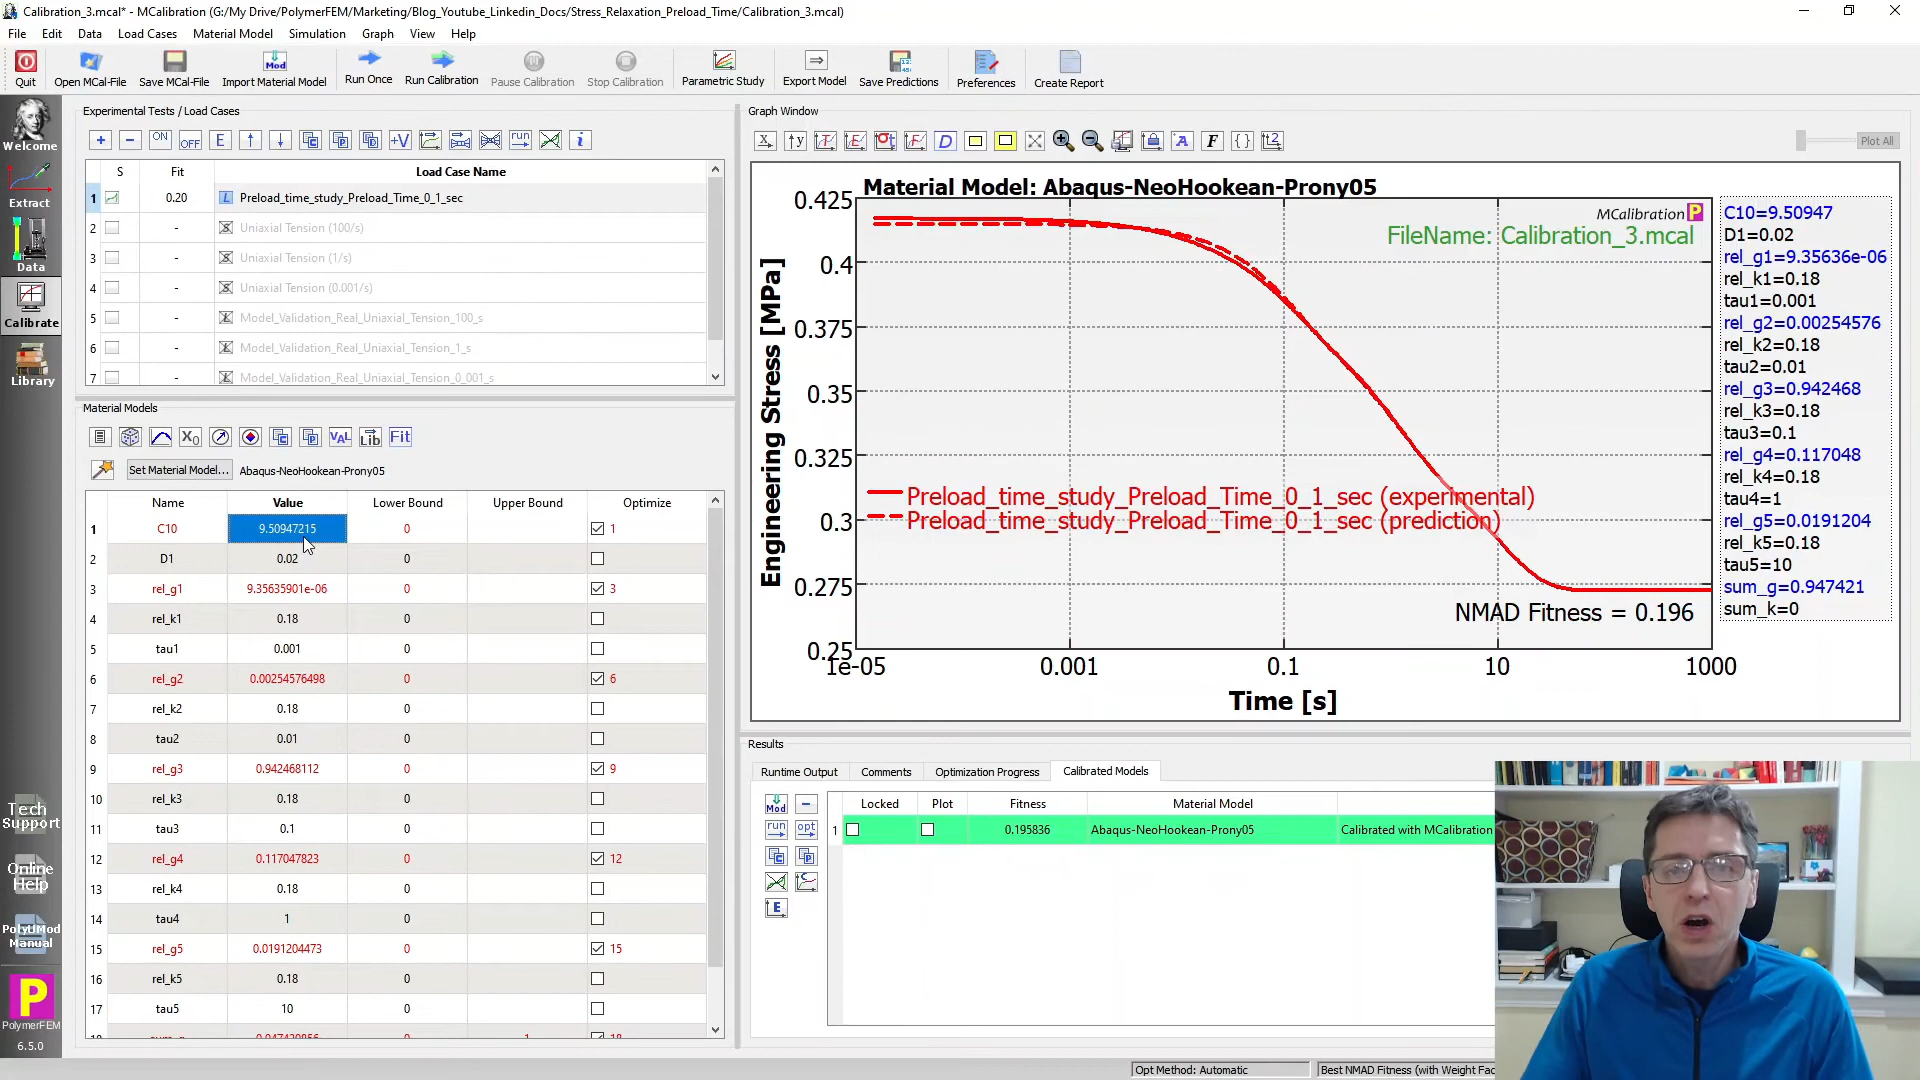 Calibration_3.mcal* - MCalibration (G:/My Drive/PolymerFEM/Marketing/Blog_Youtube_Linkedin_Docs/Stress_Relaxation_Preload_Time/Calibration_3.mcal)
File Edit Data Load Cases Material Model Simulation Graph View Help
Quit Open MCal-File Save MCal-File Import Material Model Run Once Run Calibration Pause Calibration Stop Calibration Parametric Study Export Model Save Predictions Preferences Create Report
Welcome
Extract
Data
Calibrate
Library
Tech
Support
Online
Help
PolyUMod
Manual
PolymerFEM
6.5.0
Experimental Tests / Load Cases
S Fit Load Case Name
1 0.20 L Preload_time_study_Preload_Time_0_1_sec
2 - Uniaxial Tension (100/s)
3 - Uniaxial Tension (1/s)
4 - Uniaxial Tension (0.001/s)
5 - Model_Validation_Real_Uniaxial_Tension_100_s
6 - Model_Validation_Real_Uniaxial_Tension_1_s
7 - Model_Validation_Real_Uniaxial_Tension_0_001_s
Material Models
Set Material Model... Abaqus-NeoHookean-Prony05
Name Value Lower Bound Upper Bound Optimize
1 C10 9.50947215 0 1
2 D1 0.02 0
3 rel_g1 9.35635901e-06 0 3
4 rel_k1 0.18 0
5 tau1 0.001 0
6 rel_g2 0.00254576498 0 6
7 rel_k2 0.18 0
8 tau2 0.01 0
9 rel_g3 0.942468112 0 9
10 rel_k3 0.18 0
11 tau3 0.1 0
12 rel_g4 0.117047823 0 12
13 rel_k4 0.18 0
14 tau4 1 0
15 rel_g5 0.0191204473 0 15
16 rel_k5 0.18 0
17 tau5 10 0
Graph Window
Plot All
Material Model: Abaqus-NeoHookean-Prony05
MCalibration P
FileName: Calibration_3.mcal
Engineering Stress [MPa]
0.425
0.4
0.375
0.35
0.325
0.3
0.275
0.25
Preload_time_study_Preload_Time_0_1_sec (experimental)
Preload_time_study_Preload_Time_0_1_sec (prediction)
NMAD Fitness = 0.196
1e-05 0.001 0.1 10 1000
Time [s]
C10=9.50947
D1=0.02
rel_g1=9.35636e-06
rel_k1=0.18
tau1=0.001
rel_g2=0.00254576
rel_k2=0.18
tau2=0.01
rel_g3=0.942468
rel_k3=0.18
tau3=0.1
rel_g4=0.117048
rel_k4=0.18
tau4=1
rel_g5=0.0191204
rel_k5=0.18
tau5=10
sum_g=0.947421
sum_k=0
Results
Runtime Output Comments Optimization Progress Calibrated Models
Locked Plot Fitness Material Model
1 0.195836 Abaqus-NeoHookean-Prony05 Calibrated with MCalibration
Opt Method: Automatic Best NMAD Fitness (with Weight Fac